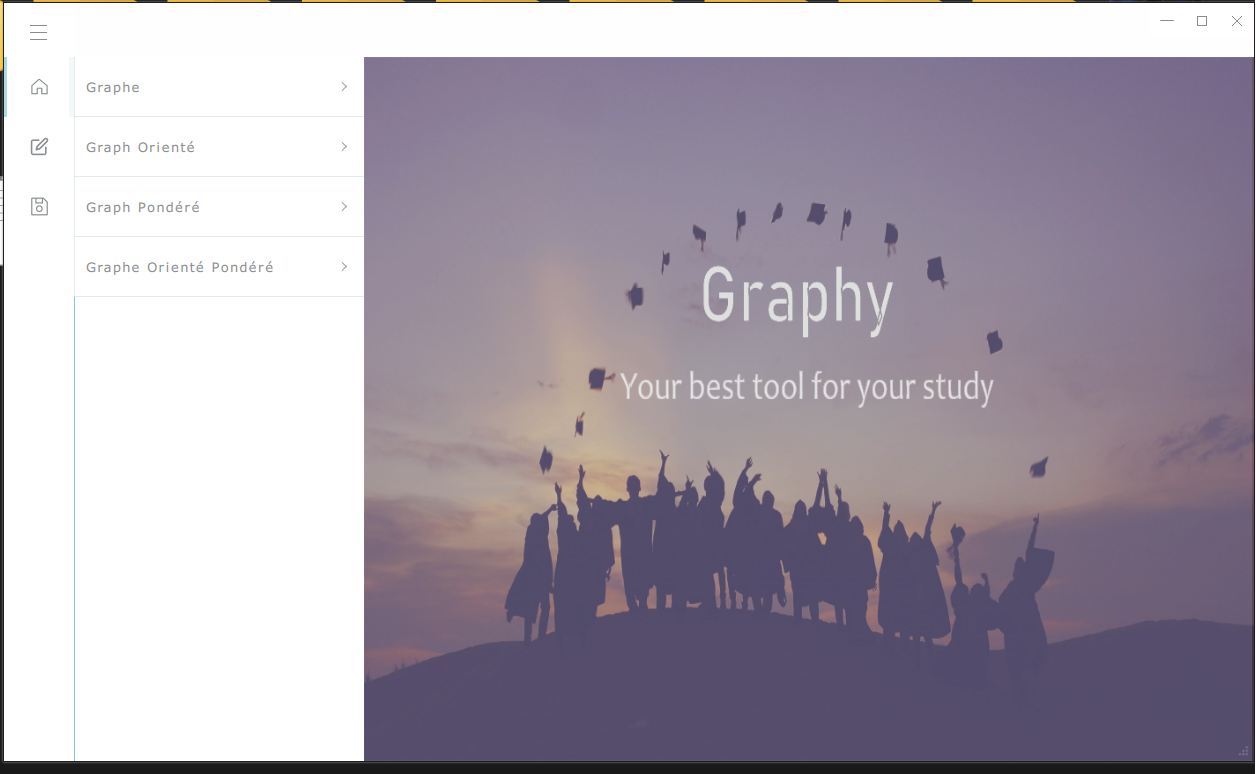 Graphe
Graph Orienté
Graph Pondéré
Graphe Orienté Pondéré
Graphy
Your best tool for your study